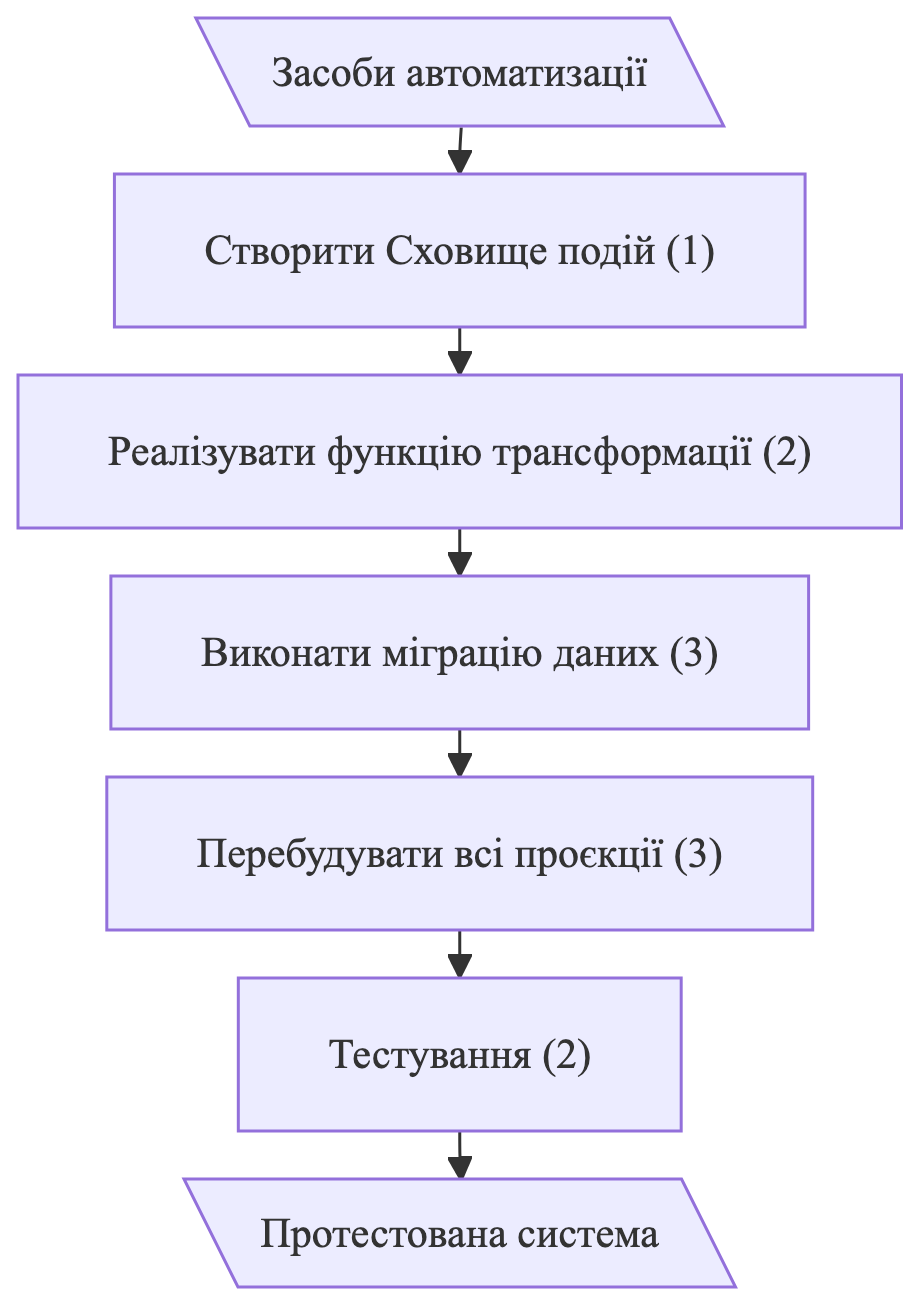 Засоби автоматизації
Створити Сховище подій (1)
Реалізувати функцію трансформації (2)
Виконати міграцію даних (3)
Перебудувати всі проєкції (3)
Тестування (2)
Протестована система